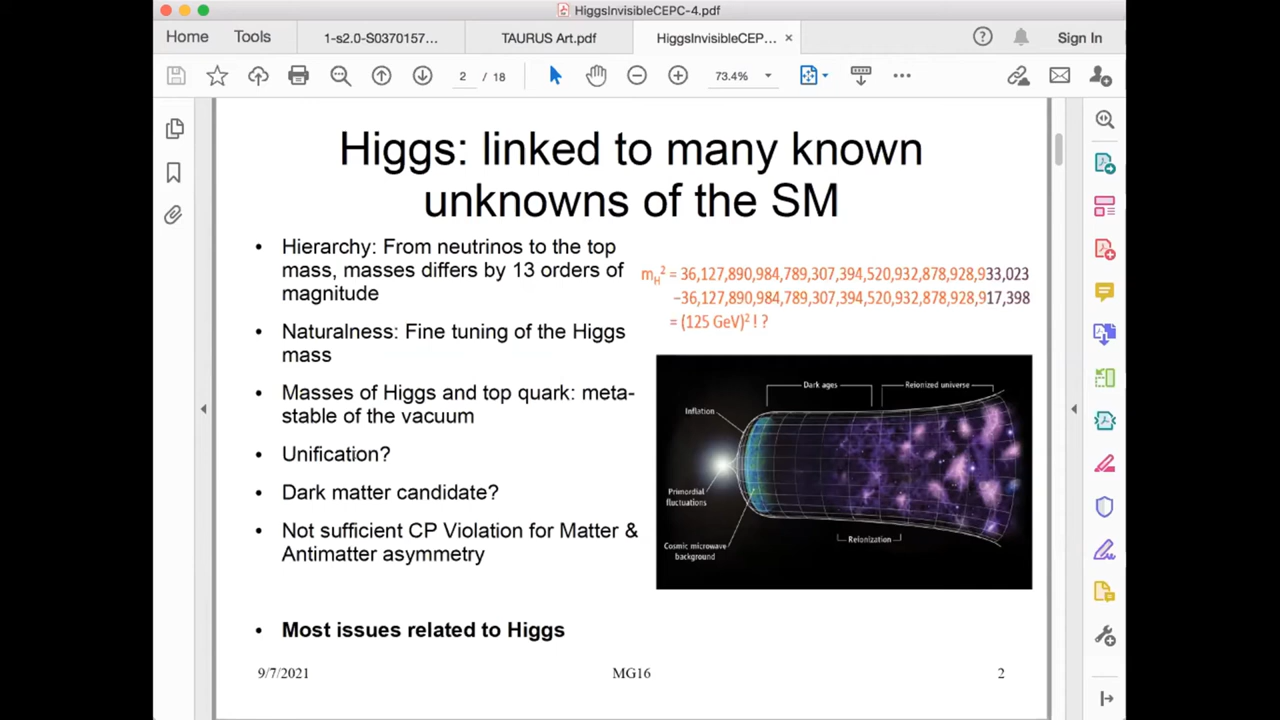 HiggsInvisibleCEPC-4.pdf
Home
Tools
1-s2.0-S0370157...
TAURUS Art.pdf
HiggsInvisibleCEP... ×
Sign In
2 / 18
73.4%
Higgs: linked to many known
unknowns of the SM
• Hierarchy: From neutrinos to the top
mass, masses differs by 13 orders of
magnitude
• Naturalness: Fine tuning of the Higgs
mass
• Masses of Higgs and top quark: meta-
stable of the vacuum
• Unification?
• Dark matter candidate?
• Not sufficient CP Violation for Matter &
Antimatter asymmetry
• Most issues related to Higgs
mH² = 36,127,890,984,789,307,394,520,932,878,928,933,023
−36,127,890,984,789,307,394,520,932,878,928,917,398
= (125 GeV)² ! ?
Dark ages
Reionized universe
Inflation
Primordial
fluctuations
Cosmic microwave
background
Reionization
9/7/2021
MG16
2